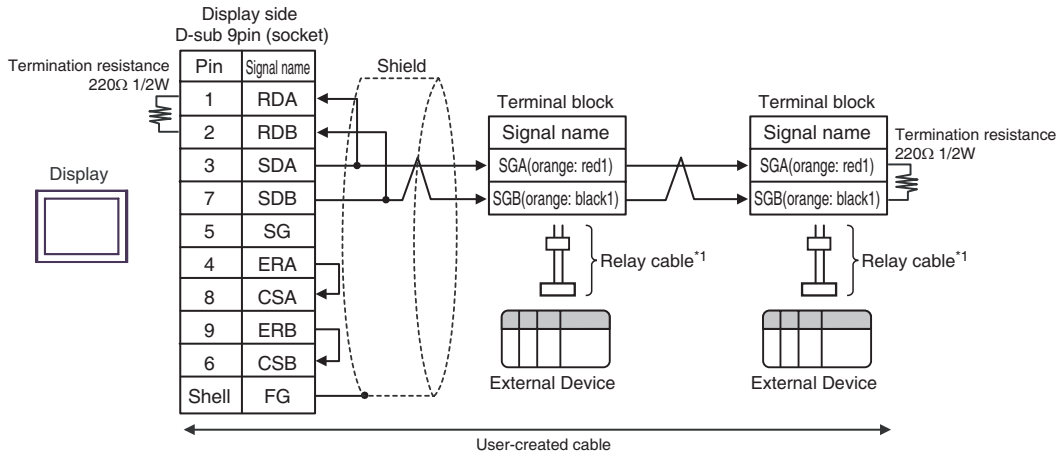 Display side
D-sub 9pin (socket)
Termination resistance
220Ω 1/2W
Pin Signal name
1 RDA
2 RDB
3 SDA
7 SDB
5 SG
4 ERA
8 CSA
9 ERB
6 CSB
Shell FG
Display
Shield
Terminal block
Signal name
SGA(orange: red1)
SGB(orange: black1)
Relay cable*1
External Device
Terminal block
Signal name
SGA(orange: red1)
SGB(orange: black1)
Termination resistance
220Ω 1/2W
Relay cable*1
External Device
User-created cable